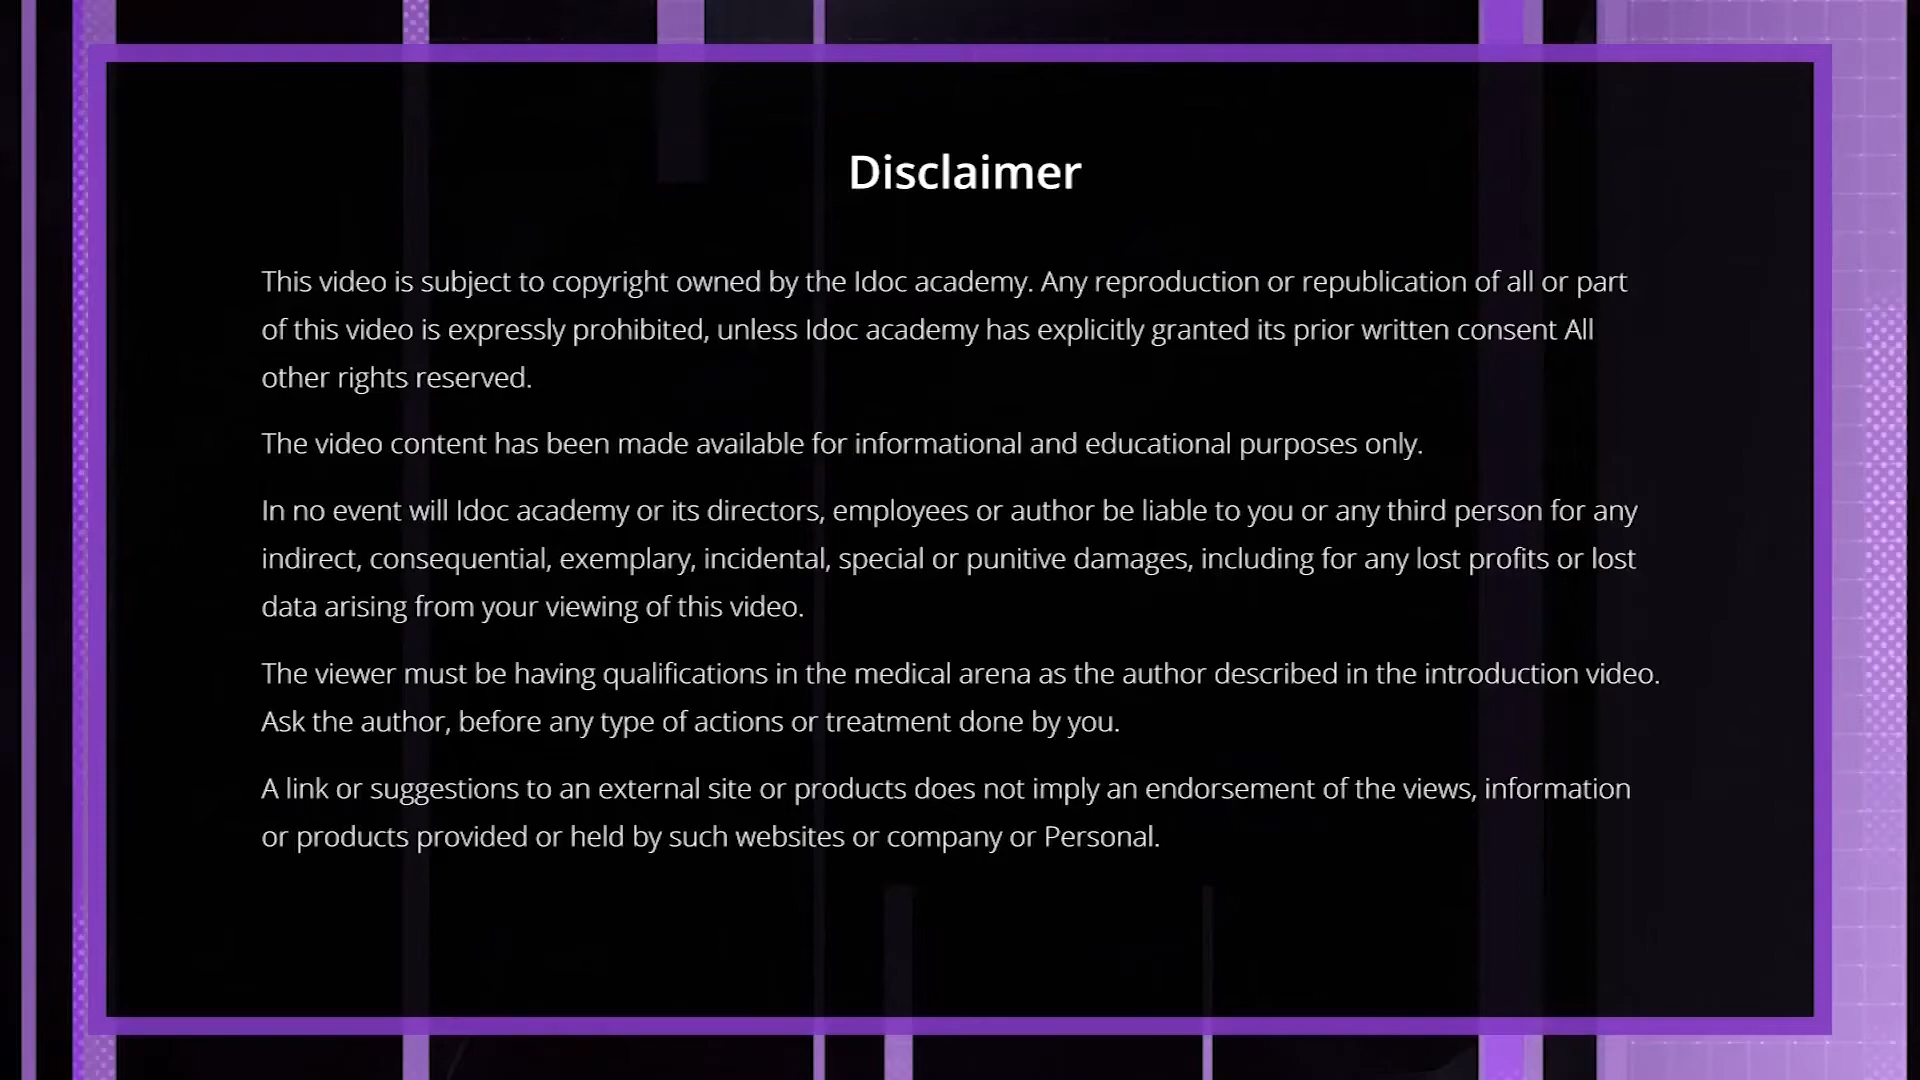 Disclaimer
This video is subject to copyright owned by the Idoc academy. Any reproduction or republication of all or part
of this video is expressly prohibited, unless Idoc academy has explicitly granted its prior written consent All
other rights reserved.
The video content has been made available for informational and educational purposes only.
In no event will Idoc academy or its directors, employees or author be liable to you or any third person for any
indirect, consequential, exemplary, incidental, special or punitive damages, including for any lost profits or lost
data arising from your viewing of this video.
The viewer must be having qualifications in the medical arena as the author described in the introduction video.
Ask the author, before any type of actions or treatment done by you.
A link or suggestions to an external site or products does not imply an endorsement of the views, information
or products provided or held by such websites or company or Personal.